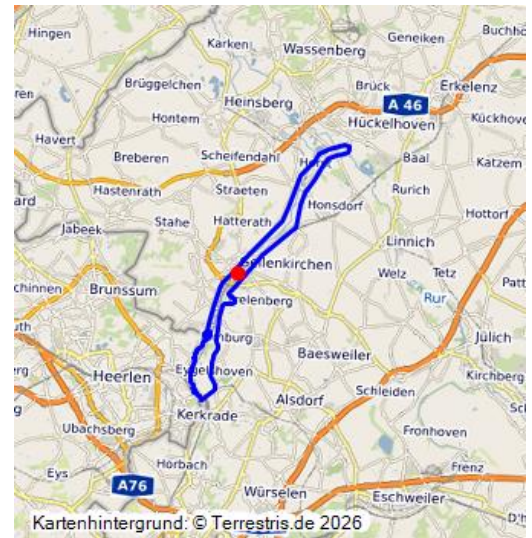 Hingen
Karken
Wassenberg
Geneiken
Buchho
Brüggelchen
Brück
Erkelenz
Heinsberg
A 46
Hontem
Hückelhoven
Kückhove
Havert
Breberen
Scheifendahl
Baal
Katzem
Hastenrath
Straeten
Rurich
Honsdorf
Hottorf
Jabeek
Stahe
Hatterath
Linnich
Geilenkirchen
Welz
Tetz
Brunssum
Rur
Jülich
Baesweiler
Heerlen
Kirchberg
Schleiden
Kerkrade
Alsdorf
Ubachsberg
Fronhoven
Eys
Horbach
Frenz
A76
Würselen
Eschweiler
D'h
Kartenhintergrund: © Terrestris.de 2026